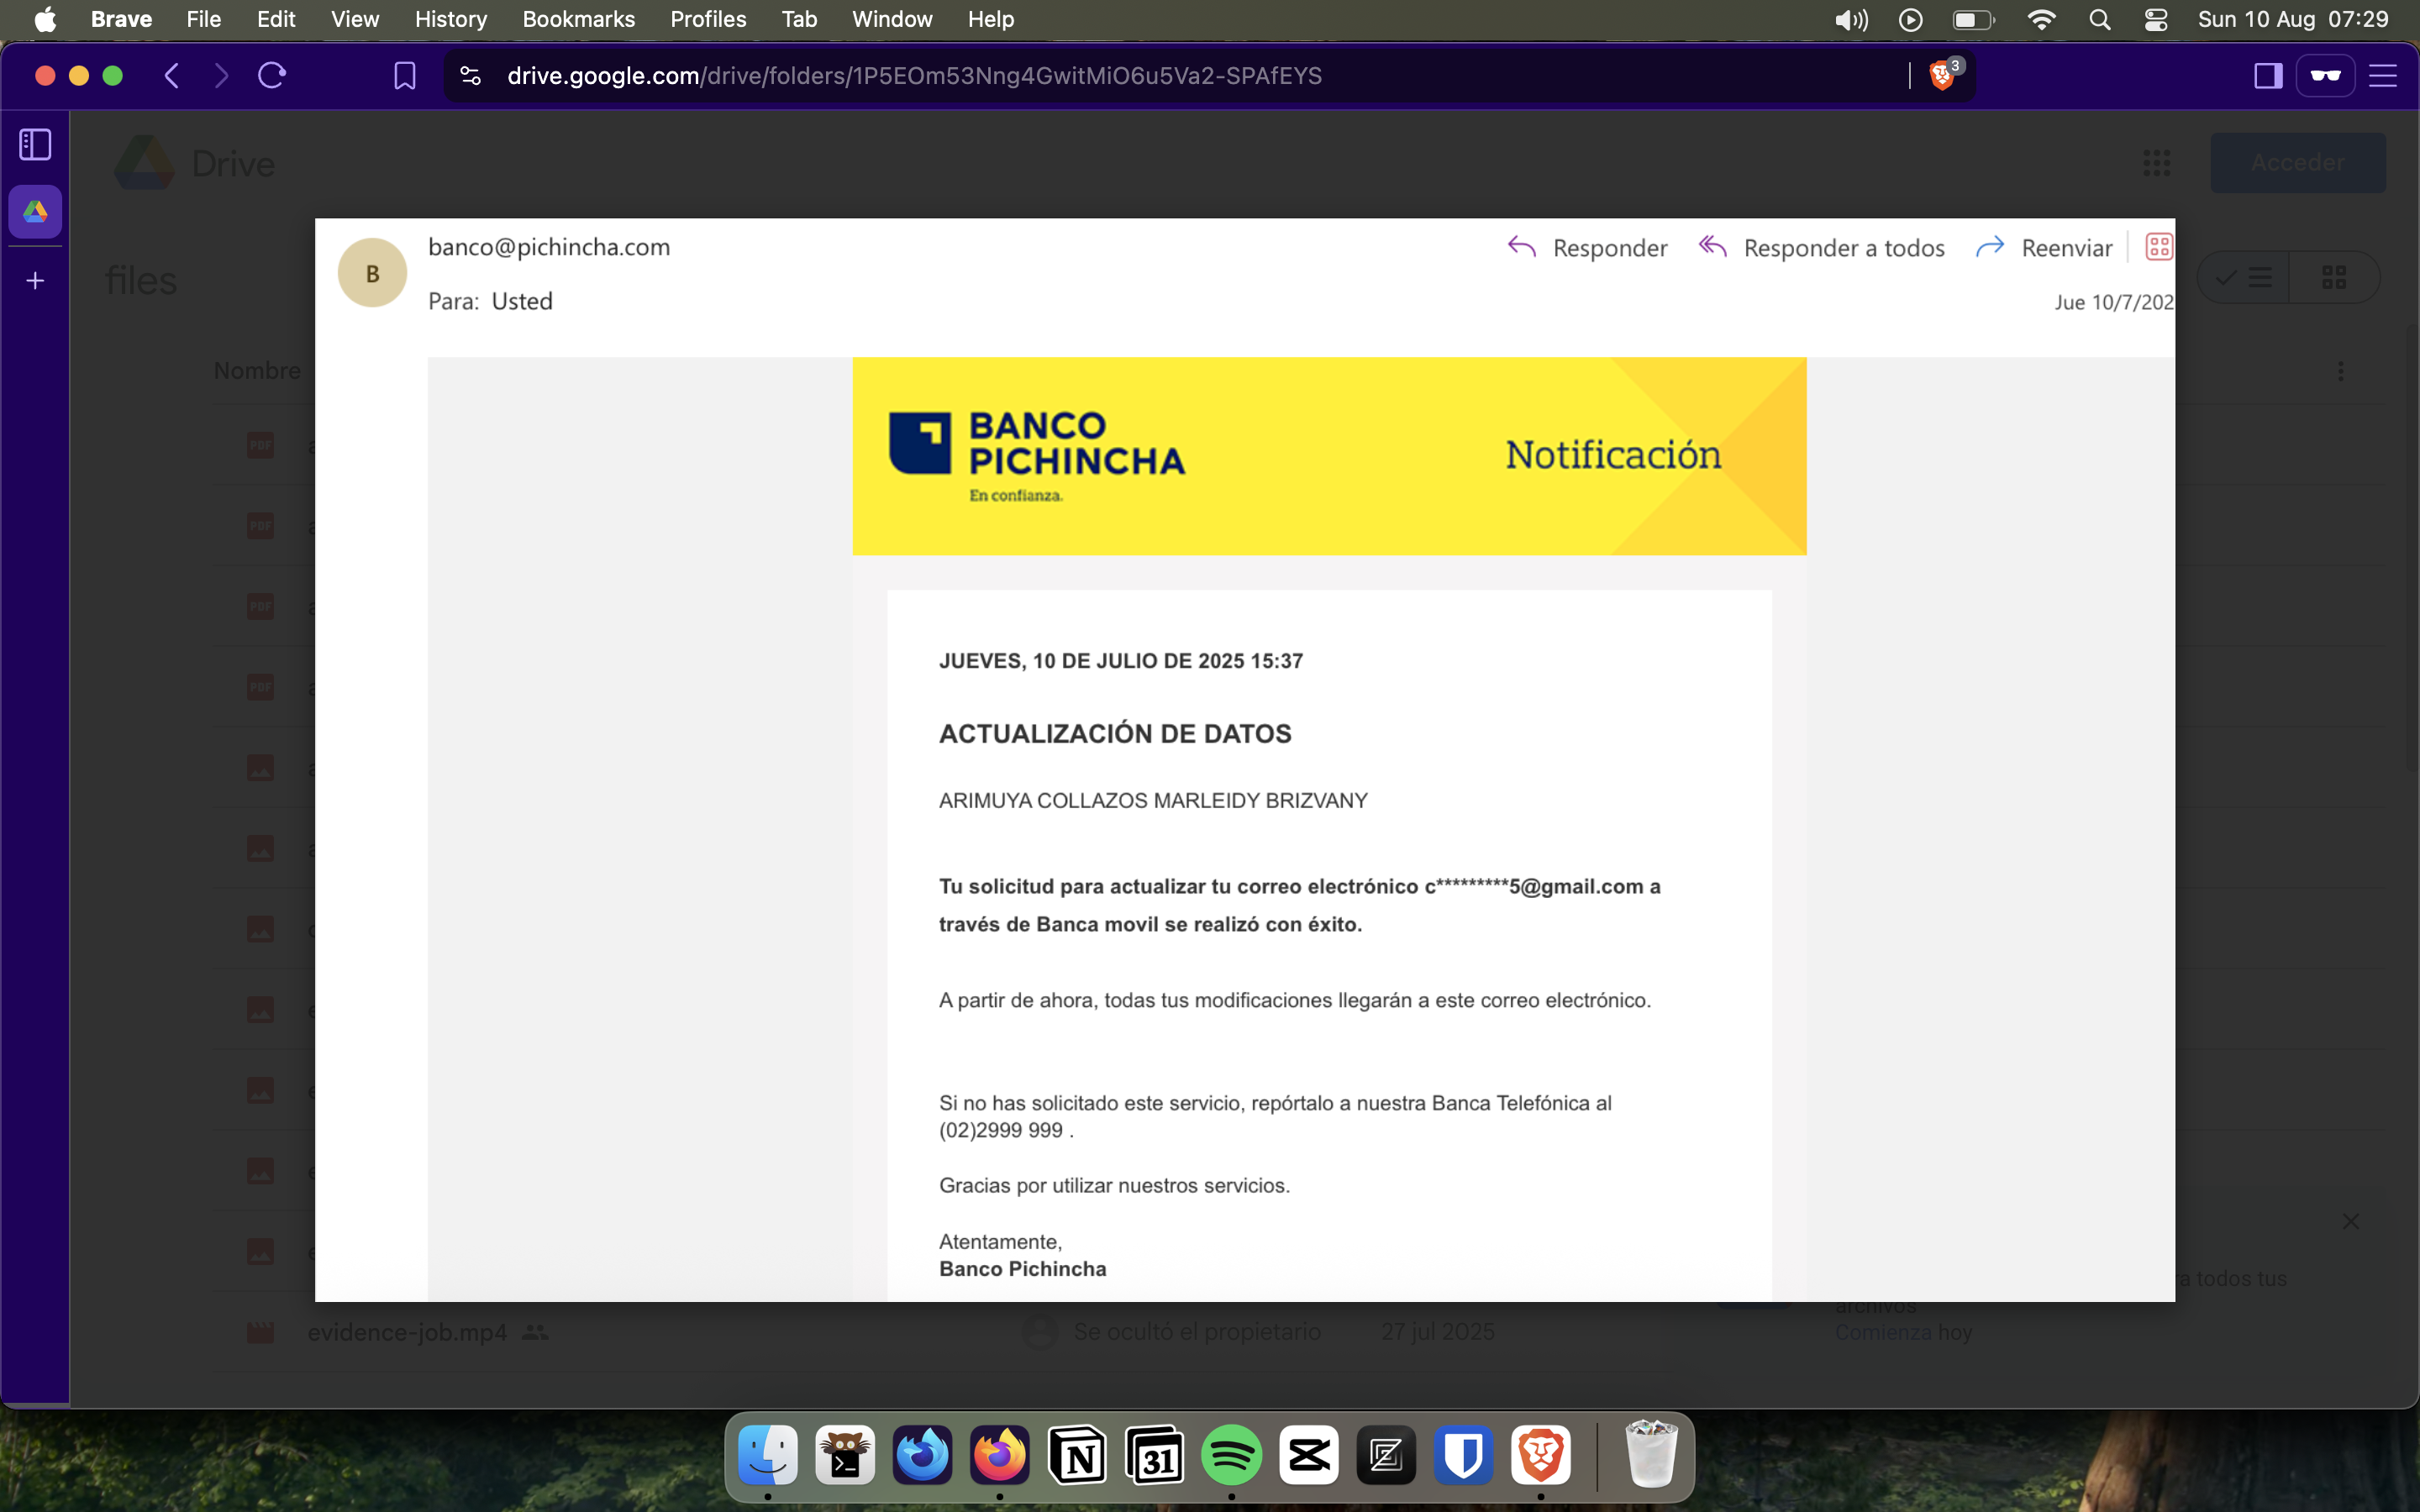 Brave File Edit View History Bookmarks Profiles Tab Window Help Sun 10 Aug 07:29
drive.google.com/drive/folders/1P5EOm53Nng4GwitMiO6u5Va2-SPAfEYS 3
Drive Acceder
files
Nombre
B
banco@pichincha.com Responder Responder a todos Reenviar
Para: Usted
Jue 10/7/202
BANCO
PICHINCHA
En confianza.
Notificación
JUEVES, 10 DE JULIO DE 2025 15:37
ACTUALIZACIÓN DE DATOS
ARIMUYA COLLAZOS MARLEIDY BRIZVANY
Tu solicitud para actualizar tu correo electrónico c*********5@gmail.com a
través de Banca movil se realizó con éxito.
A partir de ahora, todas tus modificaciones llegarán a este correo electrónico.
Si no has solicitado este servicio, repórtalo a nuestra Banca Telefónica al
(02)2999 999 .
Gracias por utilizar nuestros servicios.
Atentamente,
Banco Pichincha
PDF
PDF
PDF
PDF
todos tus
archivos
Comienza hoy
evidence-job.mp4 Se ocultó el propietario 27 jul 2025
N 31